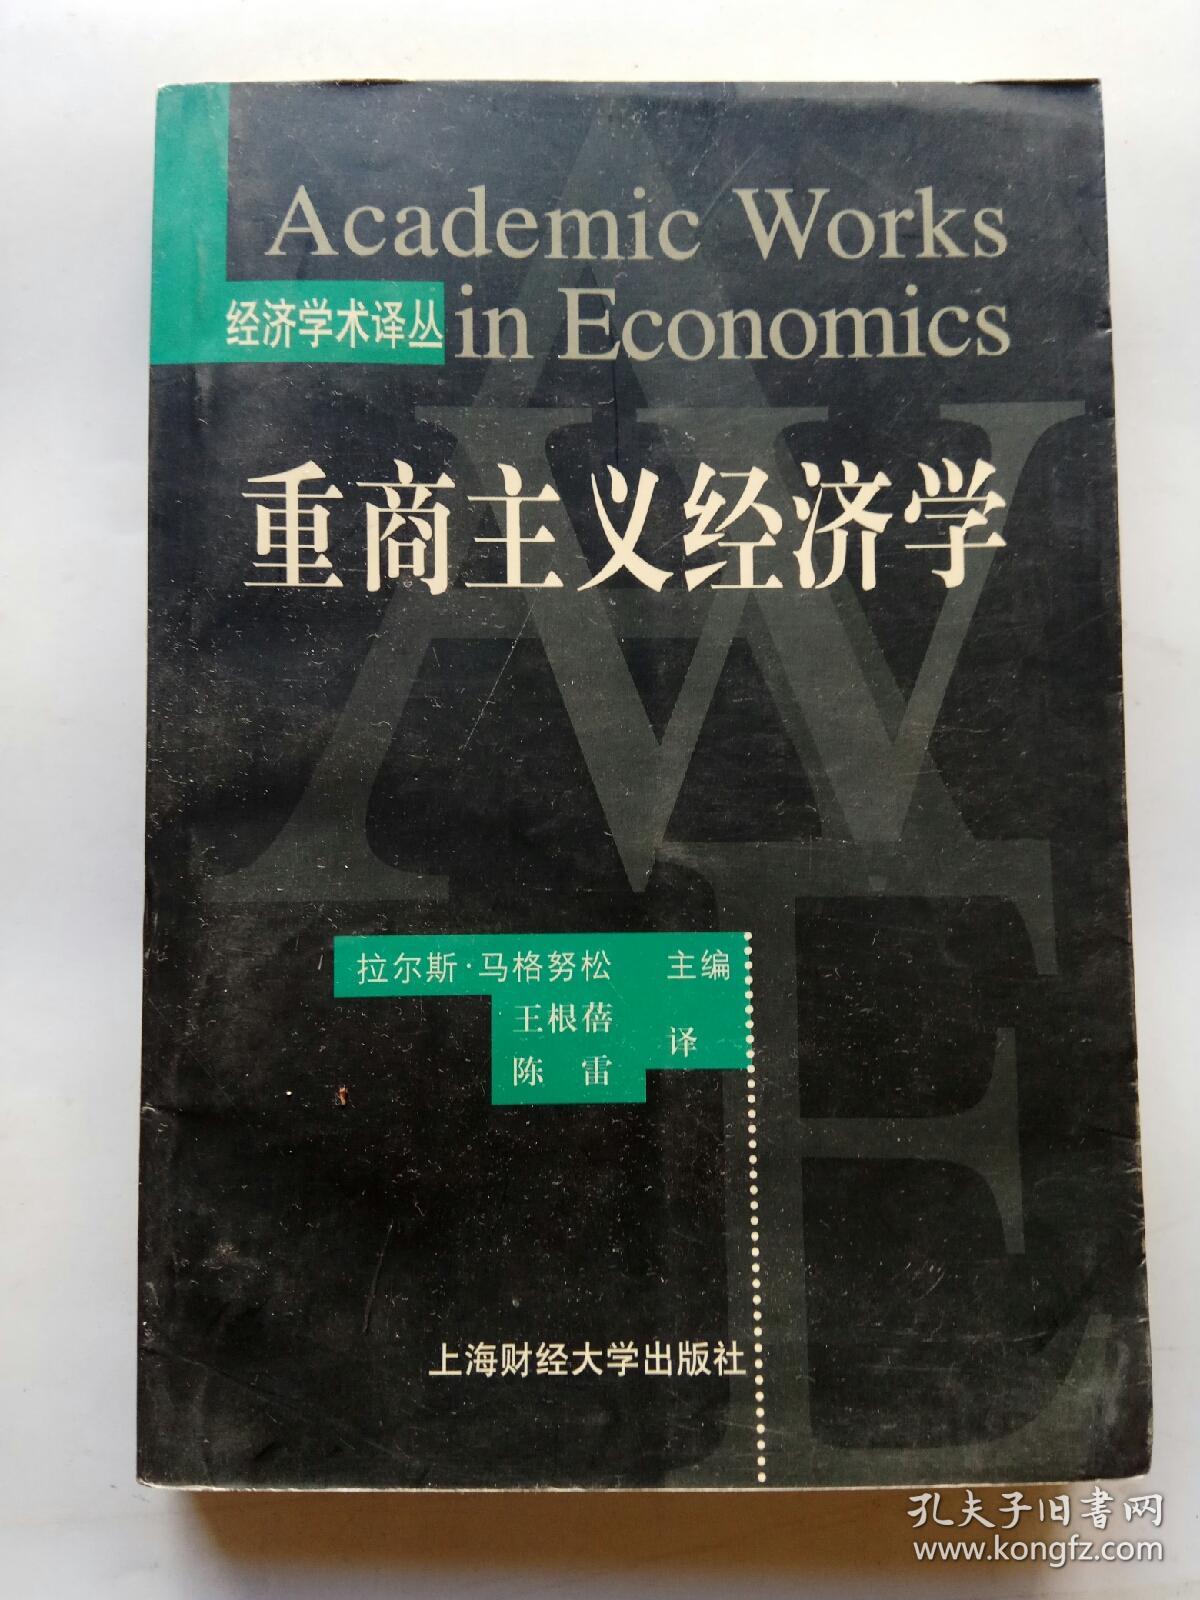 Academic Works
经济学术译丛 in Economics
重商主义经济学
拉尔斯·马格努松 主编
王根蓓
陈 雷 译
上海财经大学出版社
孔夫子旧书网
www.kongfz.com